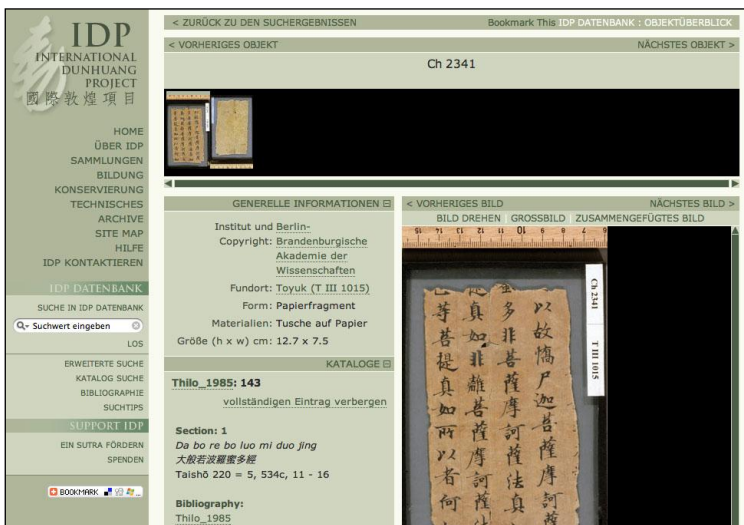 IDP
INTERNATIONAL
DUNHUANG
PROJECT
國際敦煌項目
HOME
ÜBER IDP
SAMMLUNGEN
BILDUNG
KONSERVIERUNG
TECHNISCHES
ARCHIVE
SITE MAP
HILFE
IDP KONTAKTIEREN
IDP DATENBANK
SUCHE IN IDP DATENBANK
Suchwert eingeben
LOS
ERWEITERTE SUCHE
KATALOG SUCHE
BIBLIOGRAPHIE
SUCHTIPS
SUPPORT IDP
EIN SUTRA FÖRDERN
SPENDEN
BOOKMARK
< ZURÜCK ZU DEN SUCHERGEBNISSEN
Bookmark This IDP DATENBANK : OBJEKTÜBERBLICK
< VORHERIGES OBJEKT
NÄCHSTES OBJEKT >
Ch 2341
GENERELLE INFORMATIONEN
Institut und Copyright: Berlin-
Brandenburgische
Akademie der
Wissenschaften
Fundort: Toyuk (T III 1015)
Form: Papierfragment
Materialien: Tusche auf Papier
Größe (h x w) cm: 12.7 x 7.5
KATALOGE
Thilo_1985: 143
vollständigen Eintrag verbergen
Section: 1
Da bo re bo luo mi duo jing
大般若波羅蜜多經
Taishō 220 = 5, 534c, 11 - 16
Bibliography:
Thilo_1985
< VORHERIGES BILD
NÄCHSTES BILD >
BILD DREHEN | GROSSBILD | ZUSAMMENGEFÜGTES BILD
Ch 2341
T III 1015
以故憍尸迦菩薩摩訶薩
多非菩薩摩訶薩法真
真如非離菩薩摩訶薩
等菩提真如所以者何